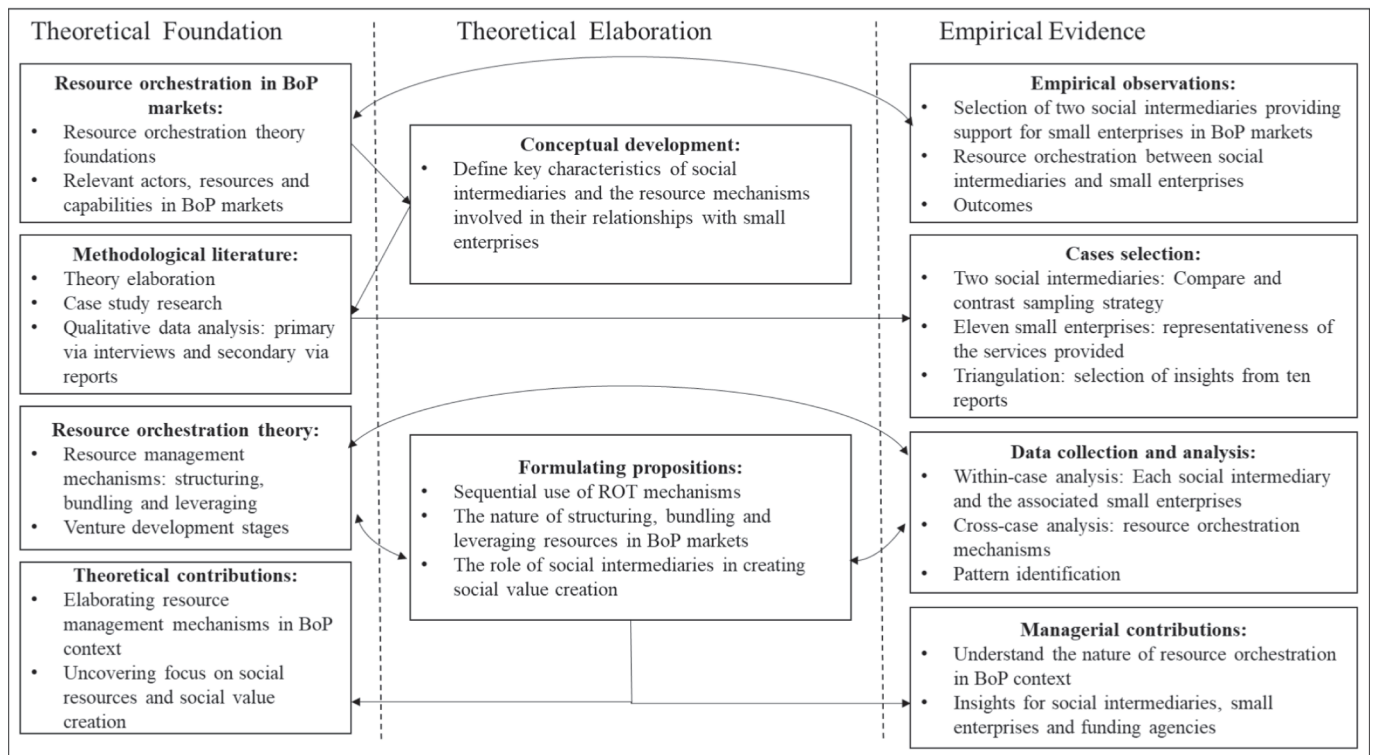 Theoretical Foundation
Resource orchestration in BoP
markets:
• Resource orchestration theory
foundations
• Relevant actors, resources and
capabilities in BoP markets
Methodological literature:
• Theory elaboration
• Case study research
• Qualitative data analysis: primary
via interviews and secondary via
reports
Resource orchestration theory:
• Resource management
mechanisms: structuring,
bundling and leveraging
• Venture development stages
Theoretical contributions:
• Elaborating resource
management mechanisms in BoP
context
• Uncovering focus on social
resources and social value
creation
Theoretical Elaboration
Conceptual development:
• Define key characteristics of social
intermediaries and the resource mechanisms
involved in their relationships with small
enterprises
Formulating propositions:
• Sequential use of ROT mechanisms
• The nature of structuring, bundling and
leveraging resources in BoP markets
• The role of social intermediaries in creating
social value creation
Empirical Evidence
Empirical observations:
• Selection of two social intermediaries providing
support for small enterprises in BoP markets
• Resource orchestration between social
intermediaries and small enterprises
• Outcomes
Cases selection:
• Two social intermediaries: Compare and
contrast sampling strategy
• Eleven small enterprises: representativeness of
the services provided
• Triangulation: selection of insights from ten
reports
Data collection and analysis:
• Within-case analysis: Each social intermediary
and the associated small enterprises
• Cross-case analysis: resource orchestration
mechanisms
• Pattern identification
Managerial contributions:
• Understand the nature of resource orchestration
in BoP context
• Insights for social intermediaries, small
enterprises and funding agencies